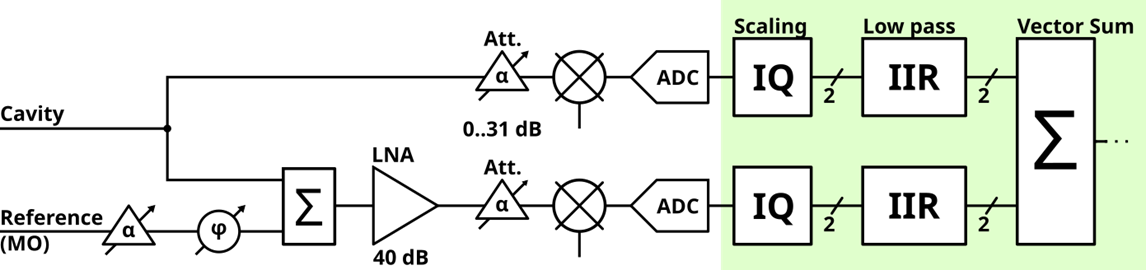 Scaling
Low pass
Vector Sum
Att.
α
ADC
IQ
2
IIR
2
Cavity
0..31 dB
Σ
LNA
Att.
Reference
(MO)
α
φ
Σ
α
ADC
IQ
2
IIR
2
40 dB